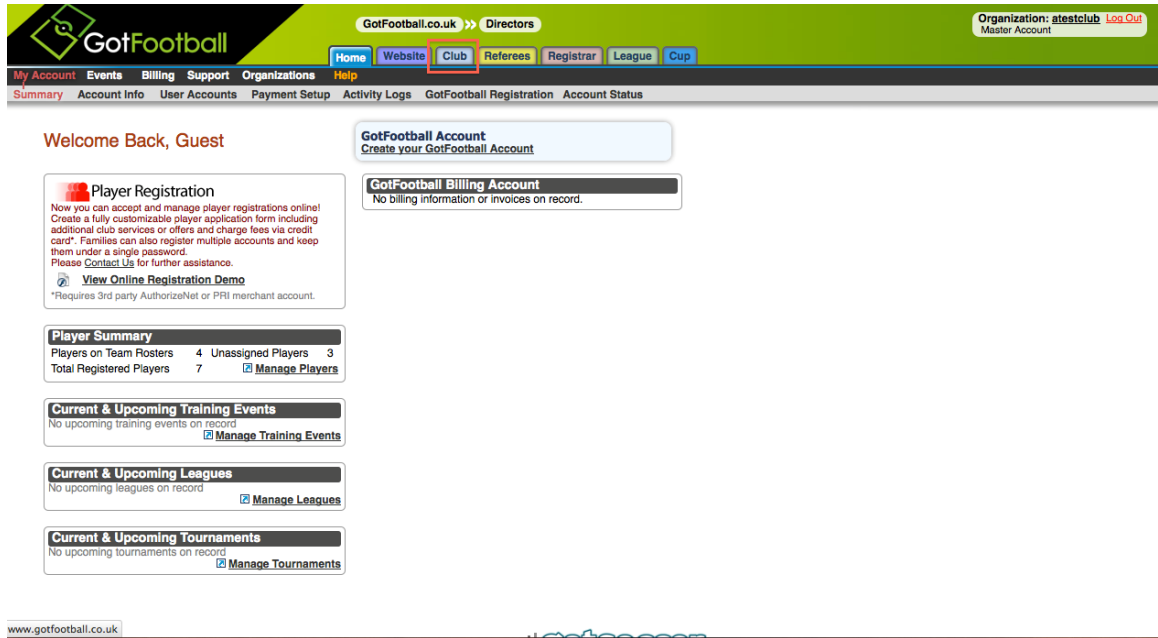 GotFootball
GotFootball.co.uk >> Directors
Organization: atestclub Log Out
Master Account
Home Website Club Referees Registrar League Cup
My Account Events Billing Support Organizations Help
Summary Account Info User Accounts Payment Setup Activity Logs GotFootball Registration Account Status
Welcome Back, Guest
GotFootball Account
Create your GotFootball Account
Player Registration
Now you can accept and manage player registrations online!
Create a fully customizable player application form including
additional club services or offers and charge fees via credit
card*. Families can also register multiple accounts and keep
them under a single password.
Please Contact Us for further assistance.
View Online Registration Demo
*Requires 3rd party AuthorizeNet or PRI merchant account.
GotFootball Billing Account
No billing information or invoices on record.
Player Summary
Players on Team Rosters 4 Unassigned Players 3
Total Registered Players 7 Manage Players
Current & Upcoming Training Events
No upcoming training events on record
Manage Training Events
Current & Upcoming Leagues
No upcoming leagues on record
Manage Leagues
Current & Upcoming Tournaments
No upcoming tournaments on record
Manage Tournaments
www.gotfootball.co.uk